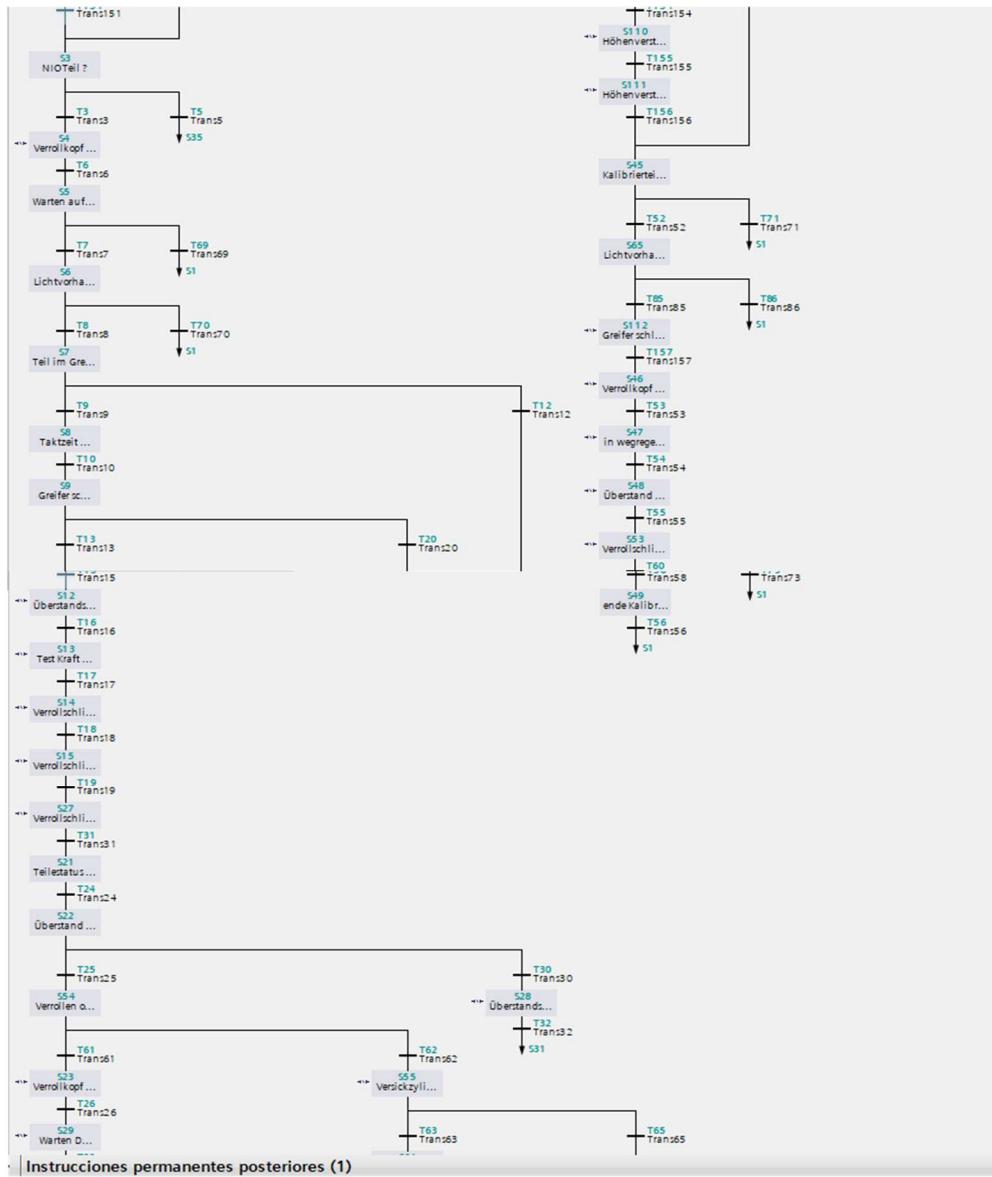 Trans151
S3
NIOTeil ?
T3
Trans3
T5
Trans5
S35
S4
Verrollkopf ...
T6
Trans6
S5
Warten auf...
T7
Trans7
T69
Trans69
S1
S6
Lichtvorha...
T8
Trans8
T70
Trans70
S1
S7
Teil im Gre...
T9
Trans9
T12
Trans12
S8
Taktzeit ...
T10
Trans10
S9
Greifer sc...
T13
Trans13
T20
Trans20
Trans15
S12
Überstands...
T16
Trans16
S13
Test Kraft ...
T17
Trans17
S14
Verrollschli...
T18
Trans18
S15
Verrollschli...
T19
Trans19
S27
Verrollschli...
T31
Trans31
S21
Teilestatus...
T24
Trans24
S22
Überstand ...
T25
Trans25
T30
Trans30
S54
Verrollen o...
S28
Überstands...
T32
Trans32
S31
T61
Trans61
T62
Trans62
S23
Verrollkopf ...
S55
Versickzyli...
T26
Trans26
S29
Warten D...
T63
Trans63
T65
Trans65
Trans154
S110
Höhenverst...
T155
Trans155
S111
Höhenverst...
T156
Trans156
S45
Kalibriertei...
T52
Trans52
T71
Trans71
S1
S65
Lichtvorha...
T85
Trans85
T86
Trans86
S1
S112
Greifer schl...
T157
Trans157
S46
Verrollkopf ...
T53
Trans53
S47
in wegrege...
T54
Trans54
S48
Überstand ...
T55
Trans55
S53
Verrollschli...
T60
Trans58
Trans73
S1
S49
ende Kalibr...
T56
Trans56
S1
Instrucciones permanentes posteriores (1)